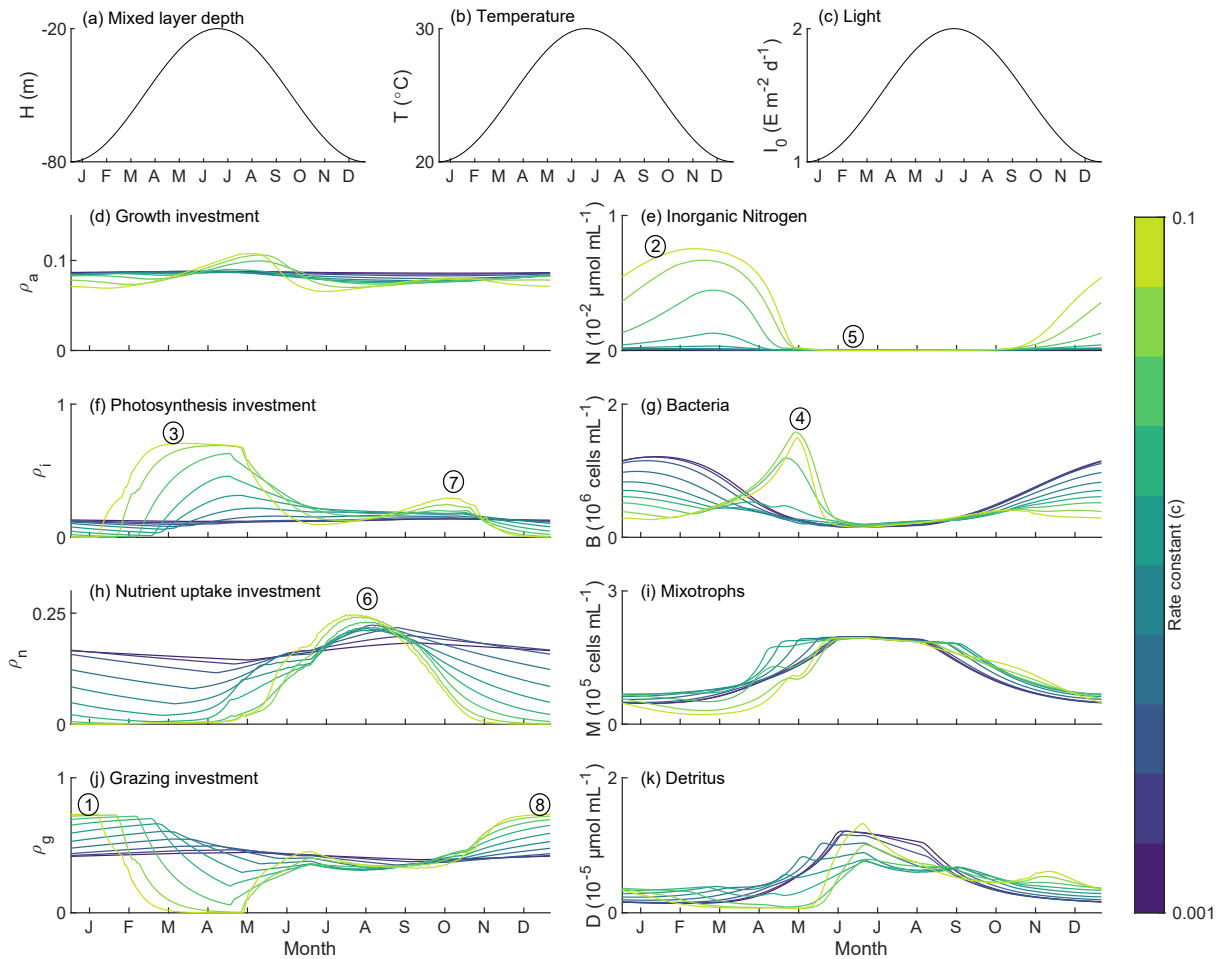 (a) Mixed layer depth
-20
H (m)
-80
J F M A M J J A S O N D
(b) Temperature
30
T (°C)
20
J F M A M J J A S O N D
(c) Light
2
I0 (E m-2 d-1)
1
J F M A M J J A S O N D
(d) Growth investment
0.1
ρa
0
(e) Inorganic Nitrogen
1
N (10-2 μmol mL-1)
0
2
5
(f) Photosynthesis investment
1
ρi
0
3
7
(g) Bacteria
2
B (106 cells mL-1)
0
4
(h) Nutrient uptake investment
0.25
ρn
0
6
(i) Mixotrophs
3
M (105 cells mL-1)
0
(j) Grazing investment
1
ρg
0
1
8
J F M A M J J A S O N D
Month
(k) Detritus
2
D (10-5 μmol mL-1)
0
J F M A M J J A S O N D
Month
0.1
Rate constant (c)
0.001